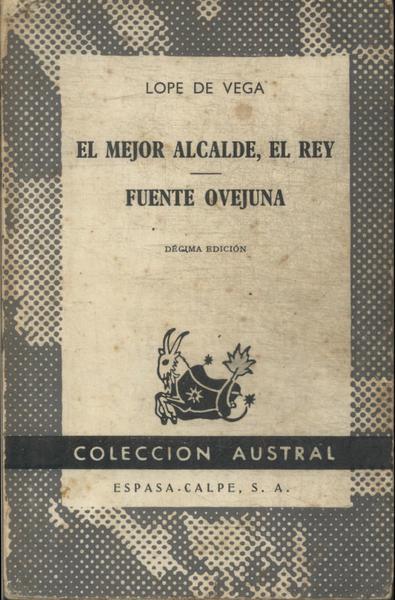 LOPE DE VEGA
EL MEJOR ALCALDE, EL REY
FUENTE OVEJUNA
DÉCIMA EDICIÓN
COLECCION AUSTRAL
ESPASA-CALPE, S. A.